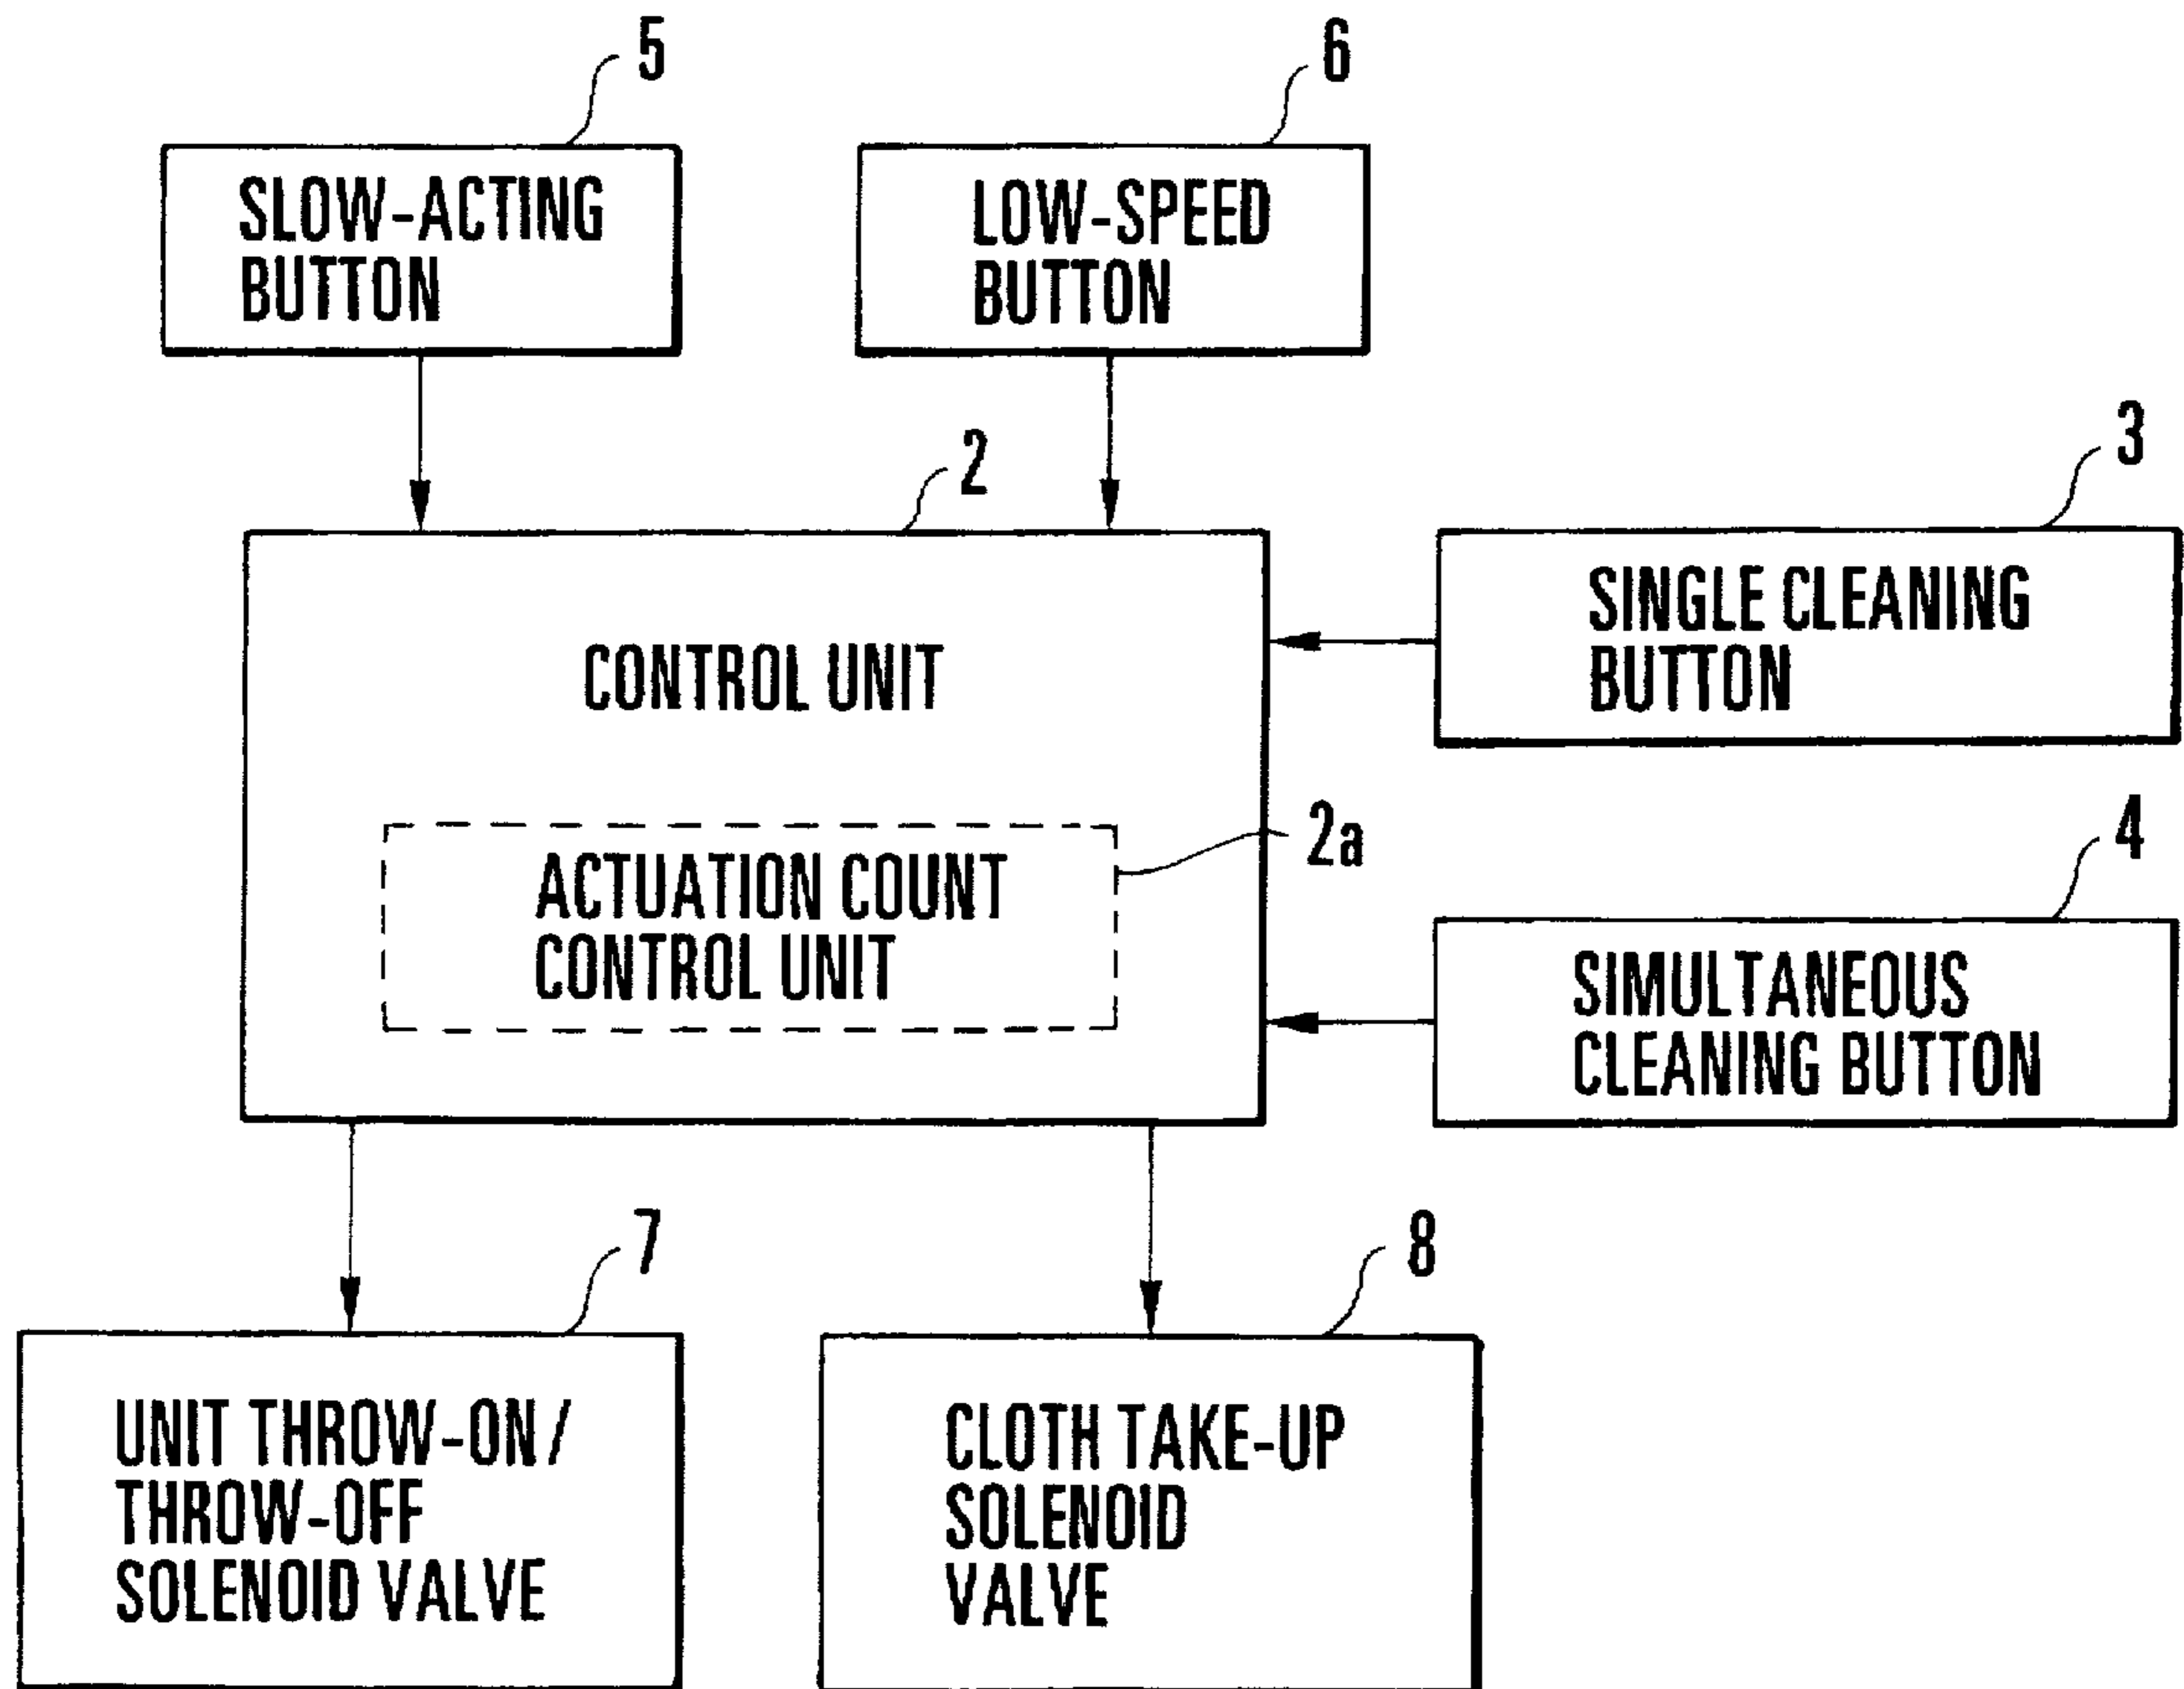 5
SLOW-ACTING
BUTTON
6
LOW-SPEED
BUTTON
2
CONTROL UNIT
3
SINGLE CLEANING
BUTTON
2a
ACTUATION COUNT
CONTROL UNIT
4
SIMULTANEOUS
CLEANING BUTTON
7
UNIT THROW-ON/
THROW-OFF
SOLENOID VALVE
8
CLOTH TAKE-UP
SOLENOID
VALVE